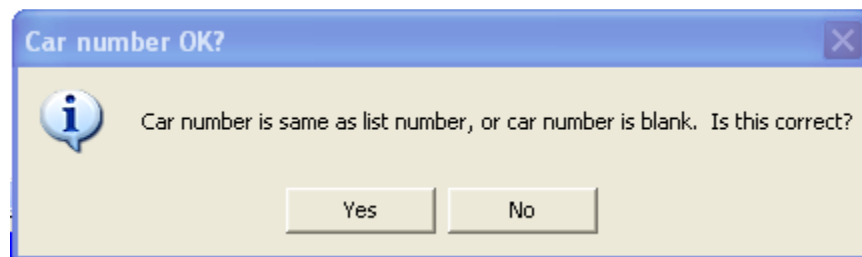 Car number OK?
Car number is same as list number, or car number is blank. Is this correct?
Yes
No